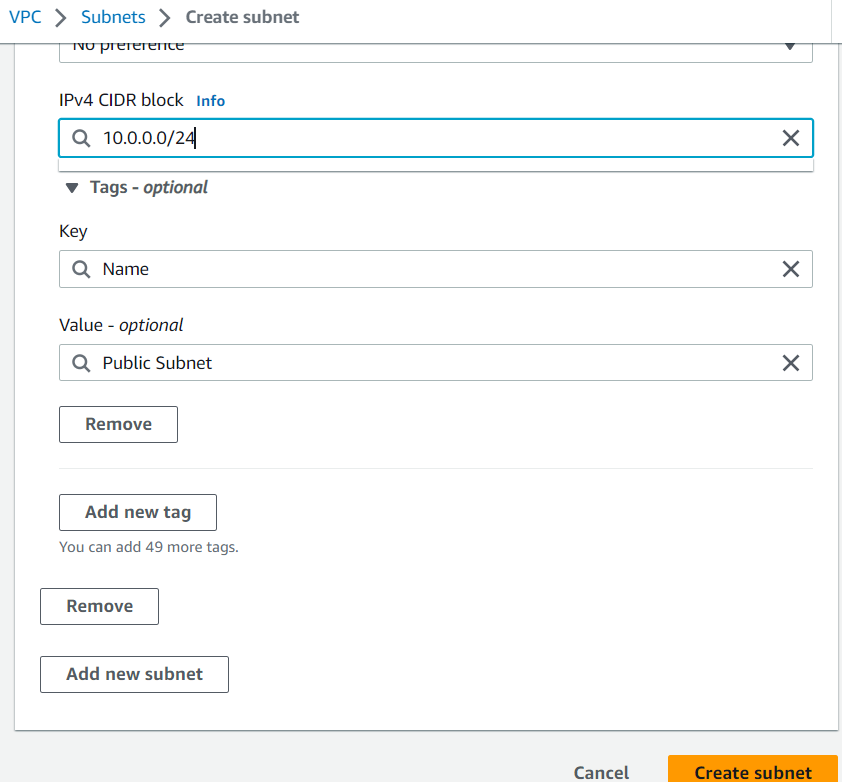 VPC > Subnets > Create subnet
No preference
IPv4 CIDR block Info
10.0.0.0/24
Tags - optional
Key
Name
Value - optional
Public Subnet
Remove
Add new tag
You can add 49 more tags.
Remove
Add new subnet
Cancel Create subnet